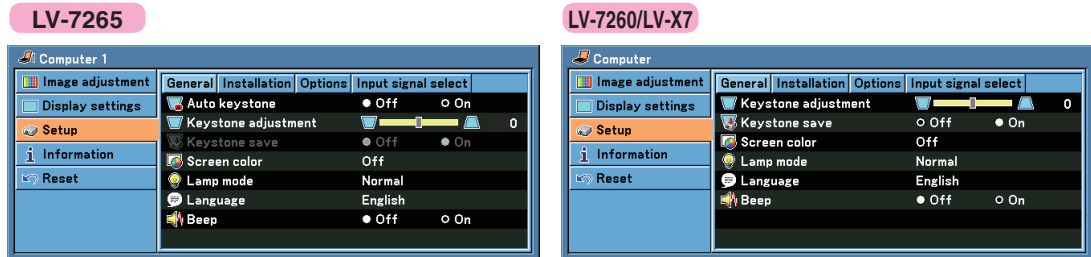 LV-7265
Computer 1
Image adjustment
Display settings
Setup
Information
Reset
General Installation Options Input signal select
Auto keystone Off On
Keystone adjustment 0
Keystone save Off On
Screen color Off
Lamp mode Normal
Language English
Beep Off On
LV-7260/LV-X7
Computer
Image adjustment
Display settings
Setup
Information
Reset
General Installation Options Input signal select
Keystone adjustment 0
Keystone save Off On
Screen color Off
Lamp mode Normal
Language English
Beep Off On